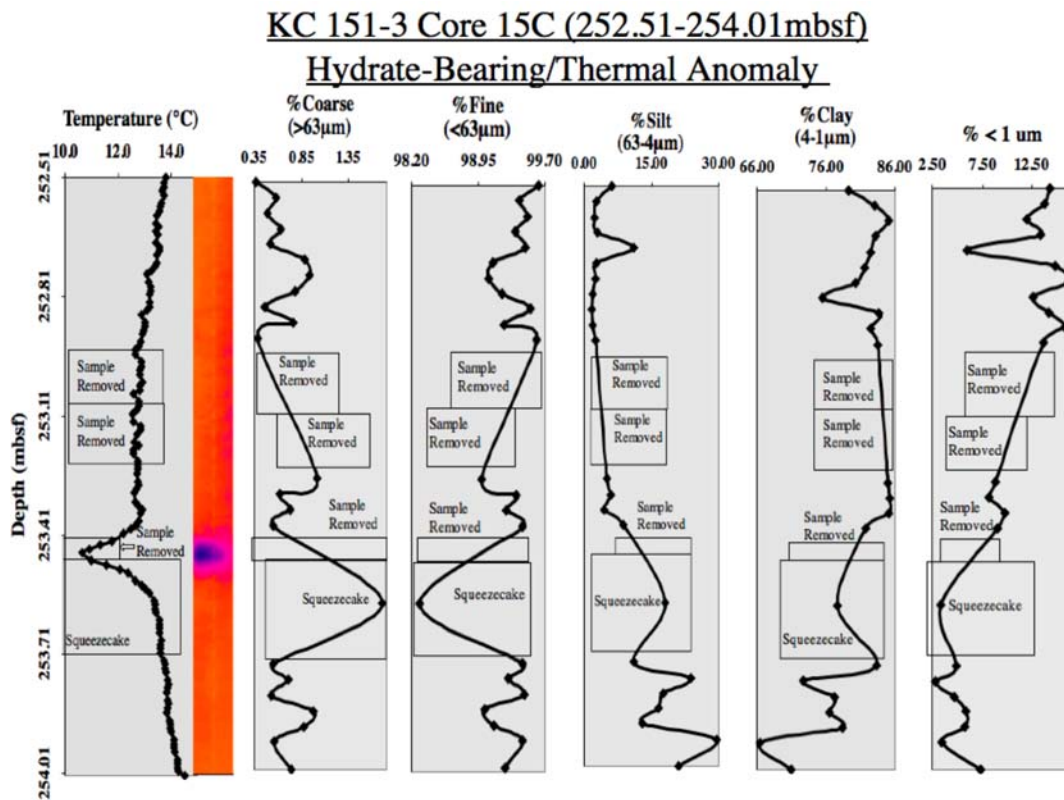 KC 151-3 Core 15C (252.51-254.01mbsf)
Hydrate-Bearing/Thermal Anomaly
Temperature (°C)
10.0 12.0 14.0
%Coarse
(>63µm)
0.35 0.85 1.35
%Fine
(<63µm)
98.20 98.95 99.70
%Silt
(63-4µm)
0.00 15.00 30.00
%Clay
(4-1µm)
66.00 76.00 86.00
% < 1 um
2.50 7.50 12.50
Depth (mbsf)
252.51
252.81
253.11
253.41
253.71
254.01
Sample
Removed
Sample
Removed
Sample
Removed
Squeezecake
Sample
Removed
Sample
Removed
Sample
Removed
Squeezecake
Sample
Removed
Sample
Removed
Sample
Removed
Squeezecake
Sample
Removed
Sample
Removed
Sample
Removed
Squeezecake
Sample
Removed
Sample
Removed
Sample
Removed
Squeezecake
Sample
Removed
Sample
Removed
Sample
Removed
Squeezecake